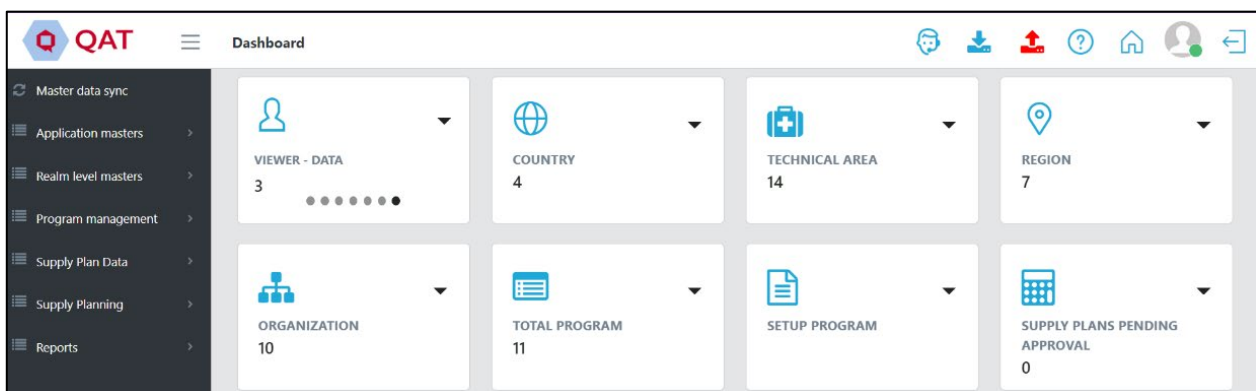 QAT
Dashboard
Master data sync
Application masters
Realm level masters
Program management
Supply Plan Data
Supply Planning
Reports
VIEWER - DATA
3
COUNTRY
4
TECHNICAL AREA
14
REGION
7
ORGANIZATION
10
TOTAL PROGRAM
11
SETUP PROGRAM
SUPPLY PLANS PENDING
APPROVAL
0